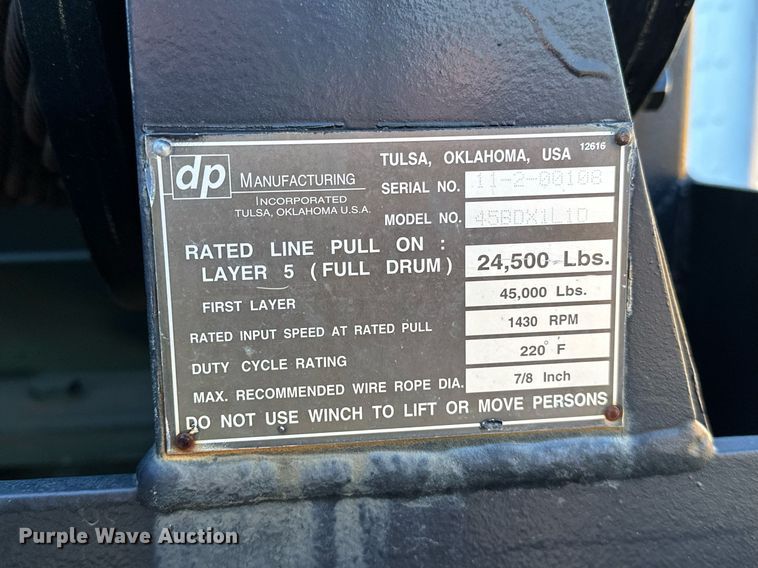 dp MANUFACTURING
INCORPORATED
TULSA, OKLAHOMA U.S.A.
TULSA, OKLAHOMA, USA 12616
SERIAL NO. 11-2-00108
MODEL NO. 45BDX1L1O
RATED LINE PULL ON :
LAYER 5 (FULL DRUM) 24,500 Lbs.
FIRST LAYER 45,000 Lbs.
RATED INPUT SPEED AT RATED PULL 1430 RPM
DUTY CYCLE RATING 220° F
MAX. RECOMMENDED WIRE ROPE DIA. 7/8 Inch
DO NOT USE WINCH TO LIFT OR MOVE PERSONS
Purple Wave Auction®